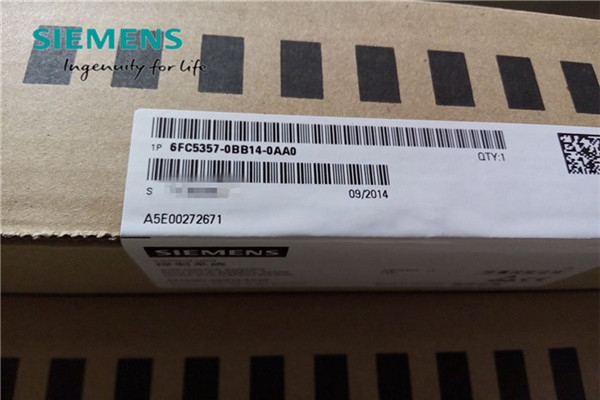 SIEMENS
Ingenuity for life
1P 6FC5357-0BB14-0AA0
QTY:1
S
09/2014
A5E00272671
SIEMENS